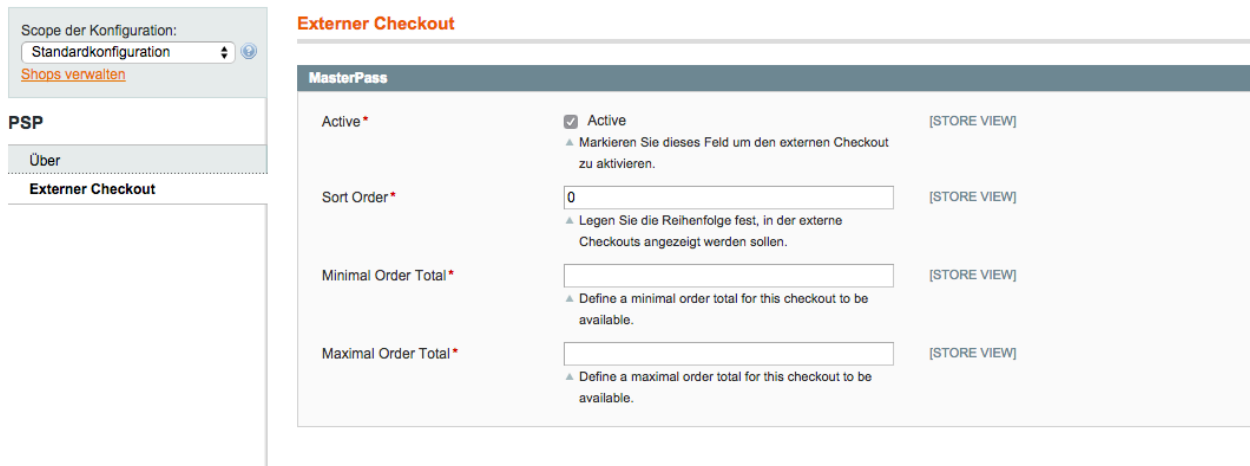 Scope der Konfiguration:
Standardkonfiguration
Shops verwalten
PSP
Über
Externer Checkout
Externer Checkout
MasterPass
Active* Active [STORE VIEW]
Markieren Sie dieses Feld um den externen Checkout
zu aktivieren.
Sort Order* 0 [STORE VIEW]
Legen Sie die Reihenfolge fest, in der externe
Checkouts angezeigt werden sollen.
Minimal Order Total* [STORE VIEW]
Define a minimal order total for this checkout to be
available.
Maximal Order Total* [STORE VIEW]
Define a maximal order total for this checkout to be
available.